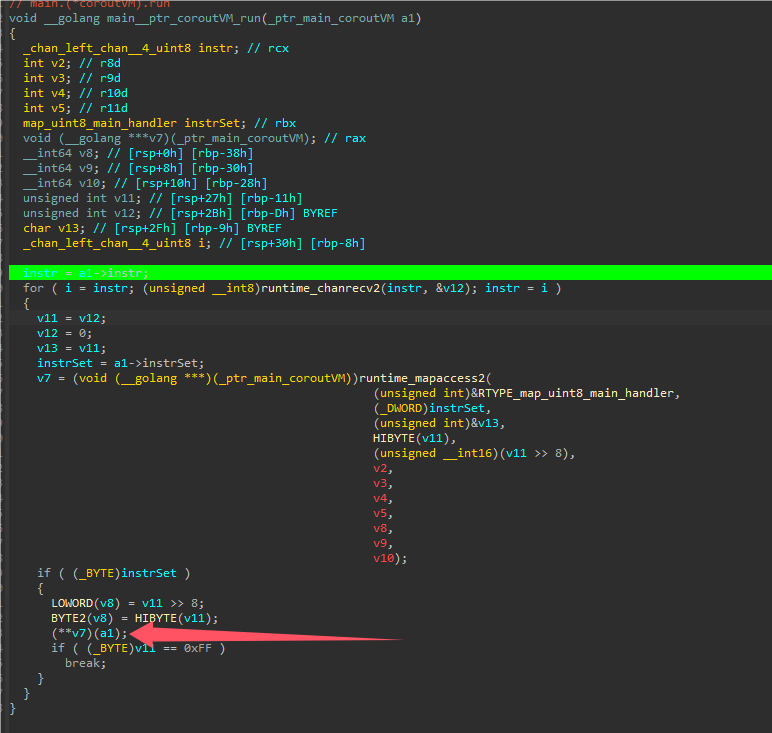 // main.(*coroutVM).run
void __golang main__ptr_coroutVM_run(_ptr_main_coroutVM a1)
{
  _chan_left_chan__4_uint8 instr; // rcx
  int v2; // r8d
  int v3; // r9d
  int v4; // r10d
  int v5; // r11d
  map_uint8_main_handler instrSet; // rbx
  void (__golang ***v7)(_ptr_main_coroutVM); // rax
  __int64 v8; // [rsp+0h] [rbp-38h]
  __int64 v9; // [rsp+8h] [rbp-30h]
  __int64 v10; // [rsp+10h] [rbp-28h]
  unsigned int v11; // [rsp+27h] [rbp-11h]
  unsigned int v12; // [rsp+2Bh] [rbp-Dh] BYREF
  char v13; // [rsp+2Fh] [rbp-9h] BYREF
  _chan_left_chan__4_uint8 i; // [rsp+30h] [rbp-8h]

  instr = a1->instr;
  for ( i = instr; (unsigned __int8)runtime_chanrecv2(instr, &v12); instr = i )
  {
    v11 = v12;
    v12 = 0;
    v13 = v11;
    instrSet = a1->instrSet;
    v7 = (void (__golang ***)(_ptr_main_coroutVM))runtime_mapaccess2(
                                                    (unsigned int)&RTYPE_map_uint8_main_handler,
                                                    (_DWORD)instrSet,
                                                    (unsigned int)&v13,
                                                    HIBYTE(v11),
                                                    (unsigned __int16)(v11 >> 8),
                                                    v2,
                                                    v3,
                                                    v4,
                                                    v5,
                                                    v8,
                                                    v9,
                                                    v10);
    if ( (_BYTE)instrSet )
    {
      LOWORD(v8) = v11 >> 8;
      BYTE2(v8) = HIBYTE(v11);
      (**v7)(a1);
      if ( (_BYTE)v11 == 0xFF )
        break;
    }
  }
}